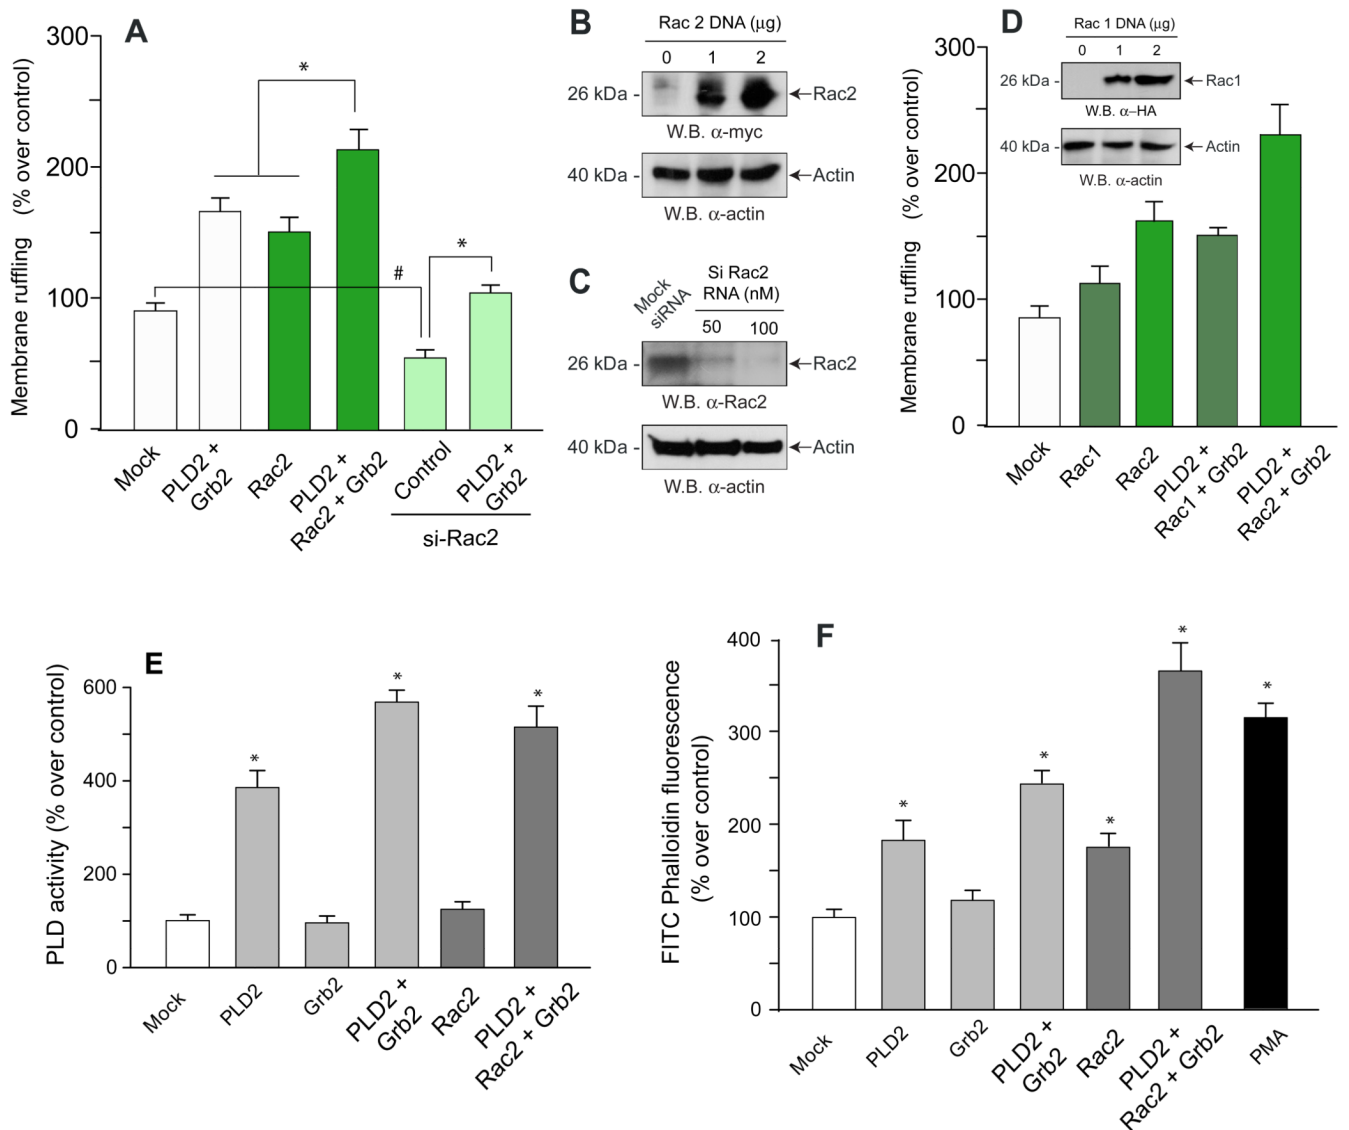 A
Membrane ruffling (% over control)
300
200
100
0
*
#
*
Mock
PLD2 +
Grb2
Rac2
PLD2 +
Rac2 + Grb2
Control
PLD2 +
Grb2
si-Rac2
B
Rac 2 DNA (μg)
0 1 2
26 kDa - Rac2
W.B. α-myc
40 kDa - Actin
W.B. α-actin
C
Mock
siRNA
Si Rac2
RNA (nM)
50 100
26 kDa - Rac2
W.B. α-Rac2
40 kDa - Actin
W.B. α-actin
D
Membrane ruffling (% over control)
300
200
100
0
Rac 1 DNA (μg)
0 1 2
26 kDa - Rac1
W.B. α–HA
40 kDa - Actin
W.B. α-actin
Mock
Rac1
Rac2
PLD2 +
Rac1 + Grb2
PLD2 +
Rac2 + Grb2
E
PLD activity (% over control)
600
400
200
0
*
*
*
Mock
PLD2
Grb2
PLD2 +
Grb2
Rac2
PLD2 +
Rac2 + Grb2
F
FITC Phalloidin fluorescence
(% over control)
400
300
200
100
0
*
*
*
*
*
Mock
PLD2
Grb2
PLD2 +
Grb2
Rac2
PLD2 +
Rac2 + Grb2
PMA